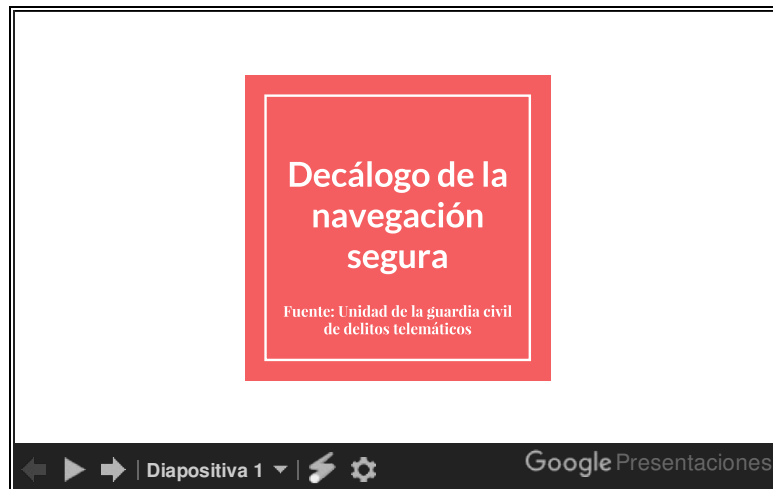 Decálogo de la
navegación
segura
Fuente: Unidad de la guardia civil
de delitos telemáticos
Diapositiva 1
Google Presentaciones